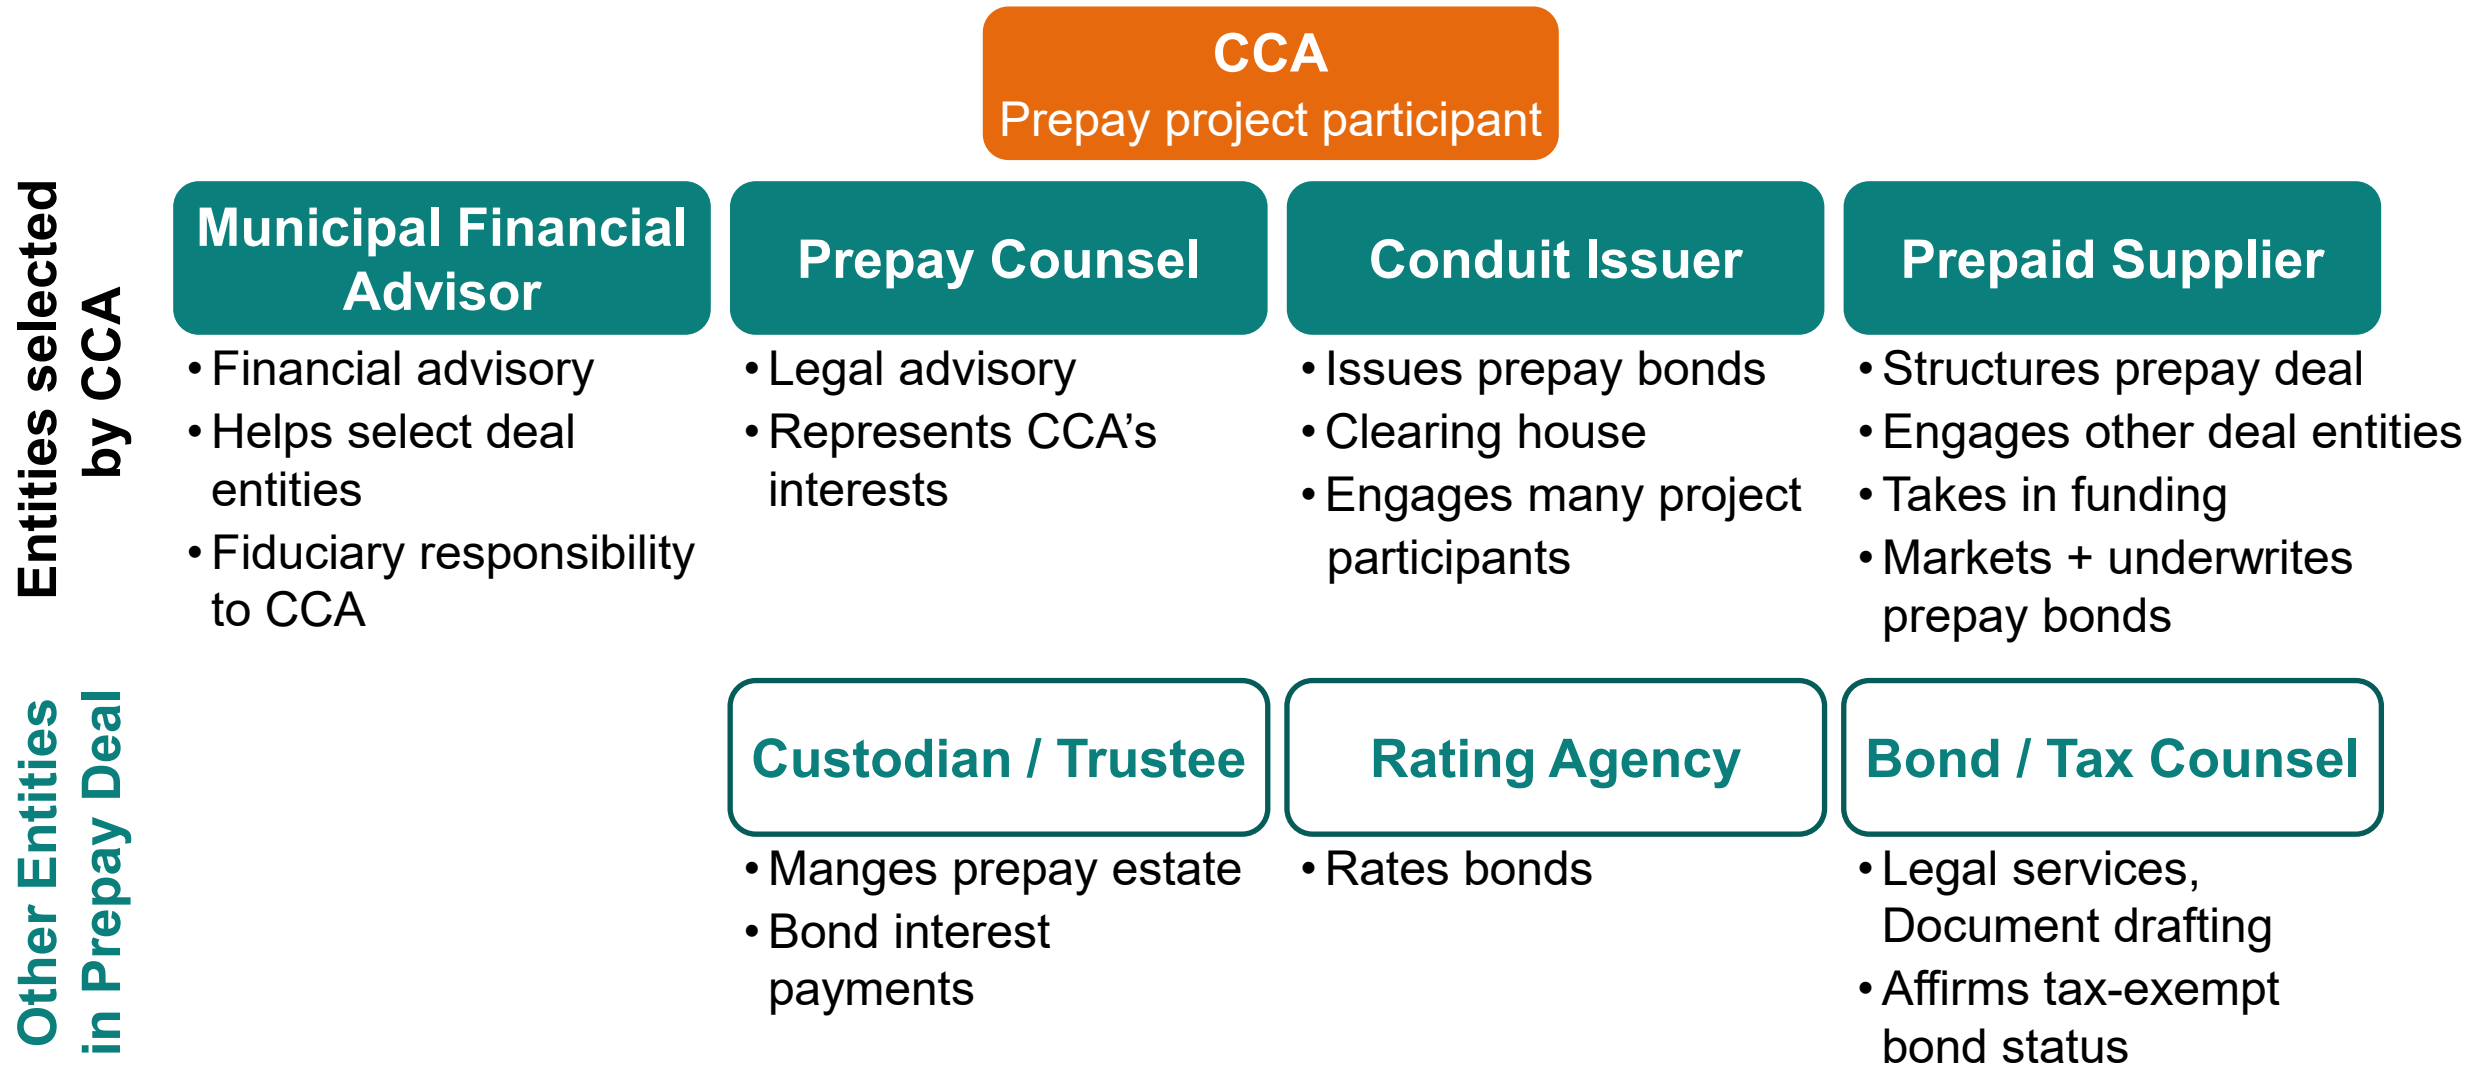 CCA
Prepay project participant
Entities selected
by CCA
Municipal Financial
Advisor
• Financial advisory
• Helps select deal
entities
• Fiduciary responsibility
to CCA
Prepay Counsel
• Legal advisory
• Represents CCA’s
interests
Conduit Issuer
• Issues prepay bonds
• Clearing house
• Engages many project
participants
Prepaid Supplier
• Structures prepay deal
• Engages other deal entities
• Takes in funding
• Markets + underwrites
prepay bonds
Other Entities
in Prepay Deal
Custodian / Trustee
• Manges prepay estate
• Bond interest
payments
Rating Agency
• Rates bonds
Bond / Tax Counsel
• Legal services,
Document drafting
• Affirms tax-exempt
bond status